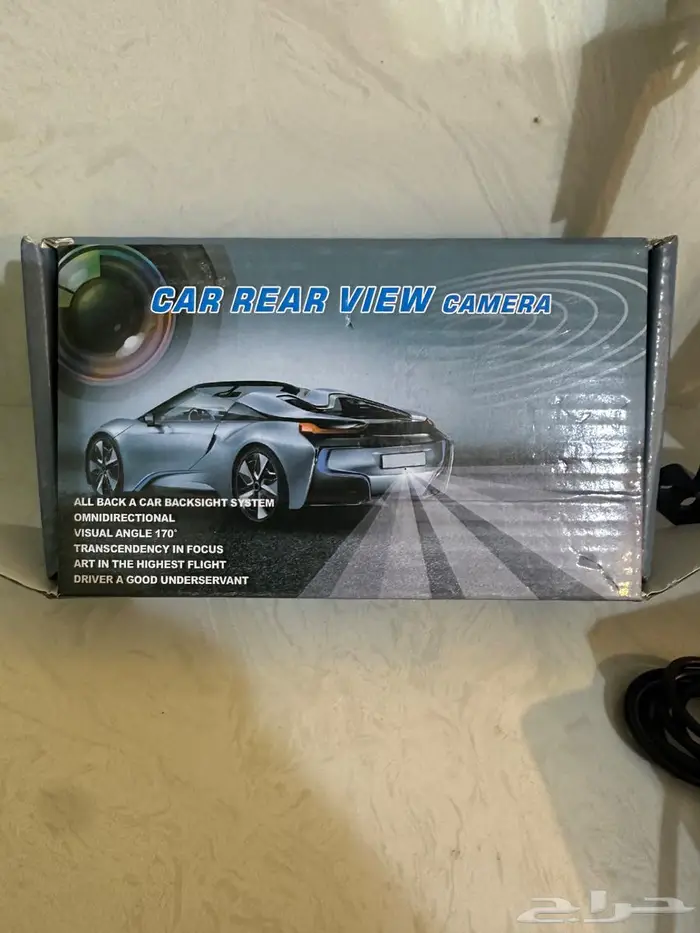 CAR REAR VIEW CAMERA
ALL BACK A CAR BACKSIGHT SYSTEM
OMNIDIRECTIONAL
VISUAL ANGLE 170°
TRANSCENDENCY IN FOCUS
ART IN THE HIGHEST FLIGHT
DRIVER A GOOD UNDERSERVANT
حراج